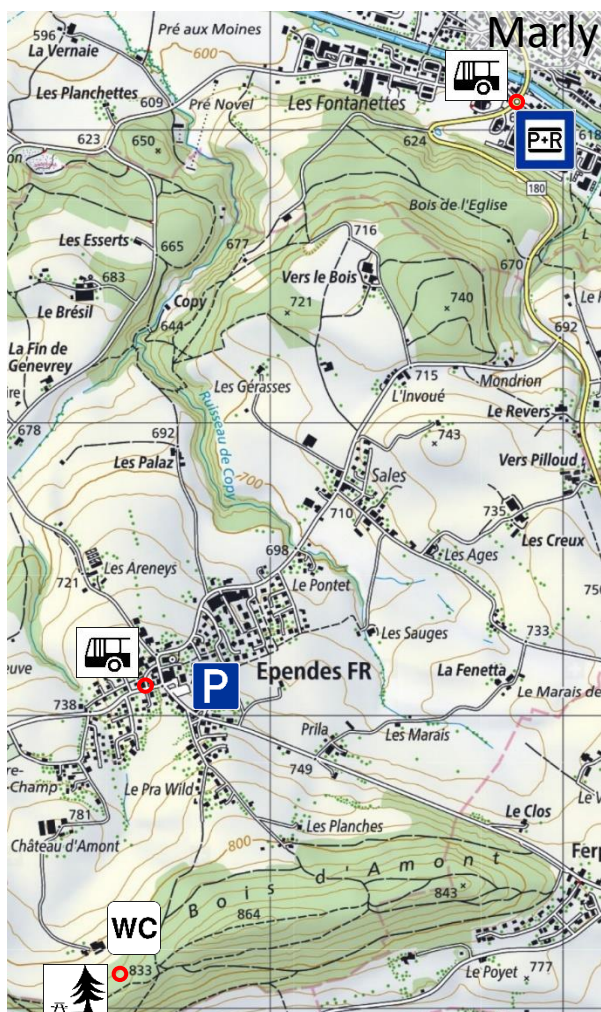 596
La Vernaie
Pré aux Moines
600
Marly
Les Planchettes
609
Pré Novel
Les Fontanettes
P+R
618
623
650
624
180
Bois de l'Eglise
Les Esserts
665
677
716
670
683
Vers le Bois
740
Le Brésil
Copy
721
644
692
La Fin de
Genevrey
715
Mondrion
Les Gérasses
L'Invoué
Le Revers
678
692
743
Les Palaz
Ruisseau de Copy
700
Sales
Vers Pilloud
710
735
Les Creux
698
Les Ages
721
Les Areneys
Le Pontet
Les Sauges
733
P
Ependes FR
La Fenetta
738
Le Marais de
Prila
Les Marais
749
Le Pra Wild
781
Les Planches
Le Clos
Château d'Amont
800
Bois d'Amont
843
864
WC
833
Le Poyet
777